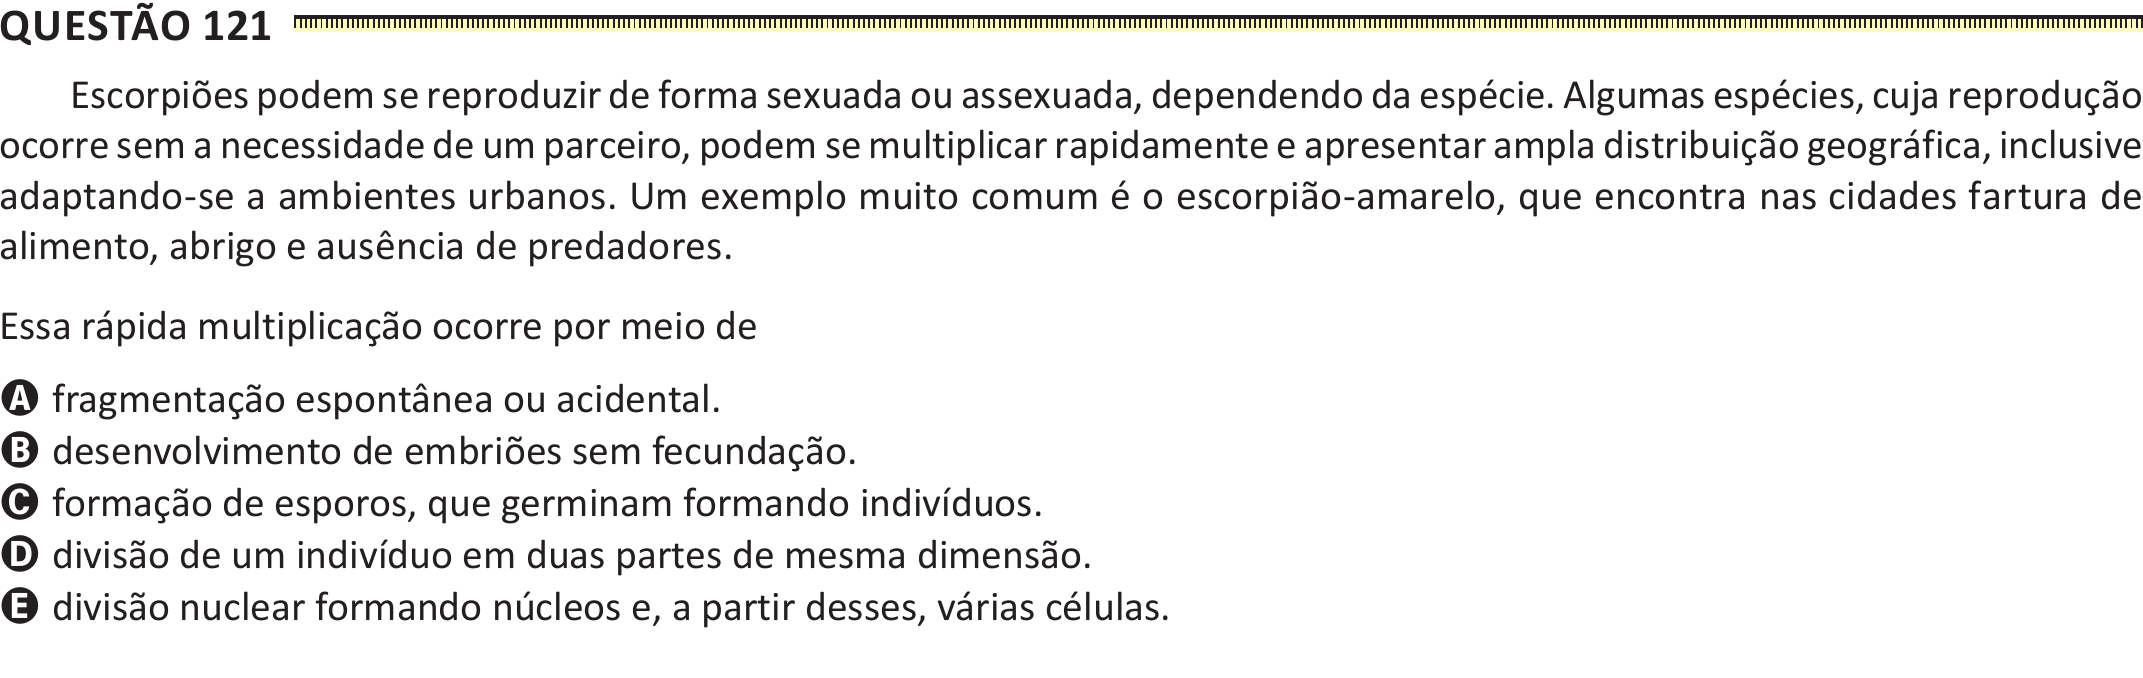 QUESTÃO 121
Escorpiões podem se reproduzir de forma sexuada ou assexuada, dependendo da espécie. Algumas espécies, cuja reprodução
ocorre sem a necessidade de um parceiro, podem se multiplicar rapidamente e apresentar ampla distribuição geográfica, inclusive
adaptando-se a ambientes urbanos. Um exemplo muito comum é o escorpião-amarelo, que encontra nas cidades fartura de
alimento, abrigo e ausência de predadores.
Essa rápida multiplicação ocorre por meio de
A fragmentação espontânea ou acidental.
B desenvolvimento de embriões sem fecundação.
C formação de esporos, que germinam formando indivíduos.
D divisão de um indivíduo em duas partes de mesma dimensão.
E divisão nuclear formando núcleos e, a partir desses, várias células.